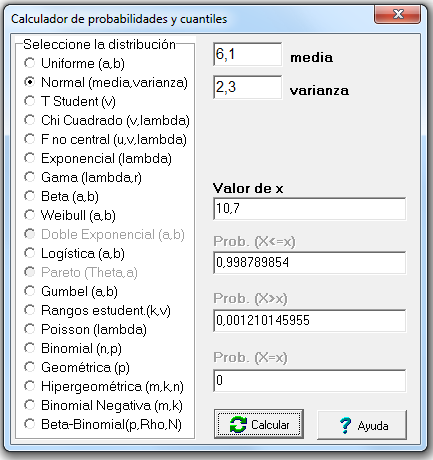 Calculador de probabilidades y cuantiles
Seleccione la distribución
Uniforme (a,b)
Normal (media,varianza)
T Student (v)
Chi Cuadrado (v,lambda)
F no central (u,v,lambda)
Exponencial (lambda)
Gama (lambda,r)
Beta (a,b)
Weibull (a,b)
Doble Exponencial (a,b)
Logística (a,b)
Pareto (Theta,a)
Gumbel (a,b)
Rangos estudent.(k,v)
Poisson (lambda)
Binomial (n,p)
Geométrica (p)
Hipergeométrica (m,k,n)
Binomial Negativa (m,k)
Beta-Binomial(p,Rho,N)
6,1 media
2,3 varianza
Valor de x
10,7
Prob. (X<=x)
0,998789854
Prob. (X>x)
0,001210145955
Prob. (X=x)
0
Calcular
? Ayuda